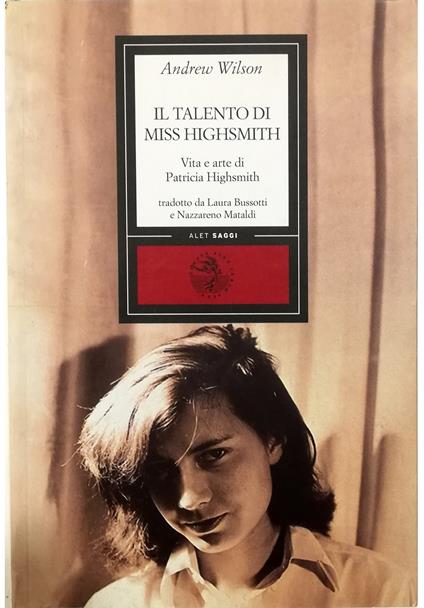 Andrew Wilson
IL TALENTO DI
MISS HIGHSMITH
Vita e arte di
Patricia Highsmith
tradotto da Laura Bussotti
e Nazzareno Mataldi
ALET SAGGI